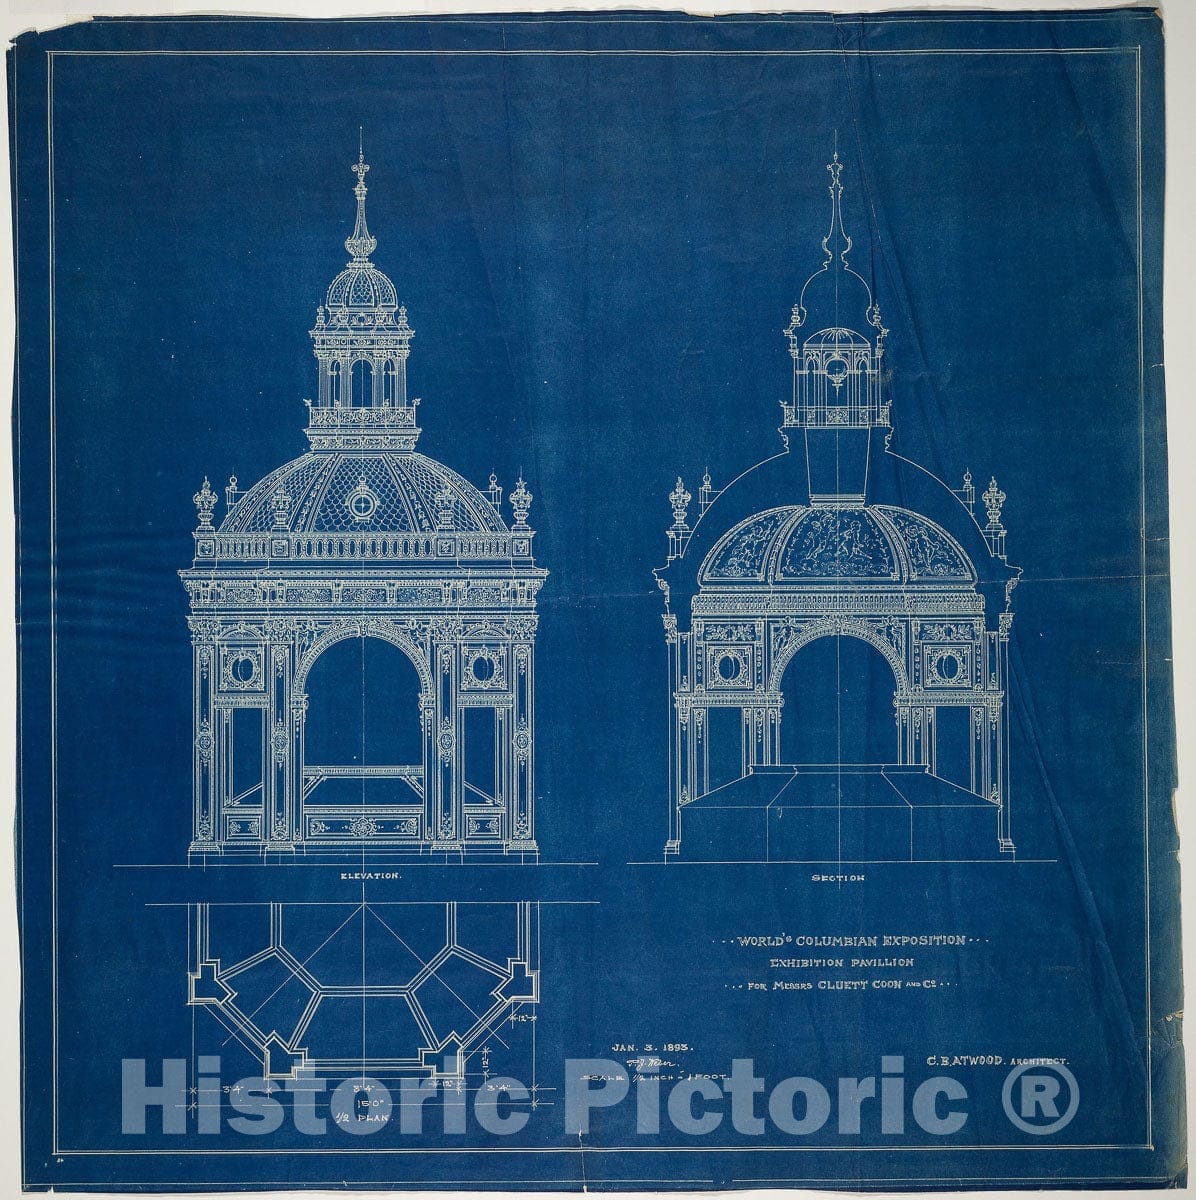 ELEVATION.
SECTION
··· WORLD'S COLUMBIAN EXPOSITION ···
EXHIBITION PAVILLION
··· FOR MESSRS CLUETT COON AND Co ···
12"
12"
JAN. 3. 1893.
SCALE 1/2 INCH = 1 FOOT.
C. B. ATWOOD. ARCHITECT.
3'4" 3'4" 12" 3'4"
15'0"
1/2 PLAN
Historic Pictoric ®